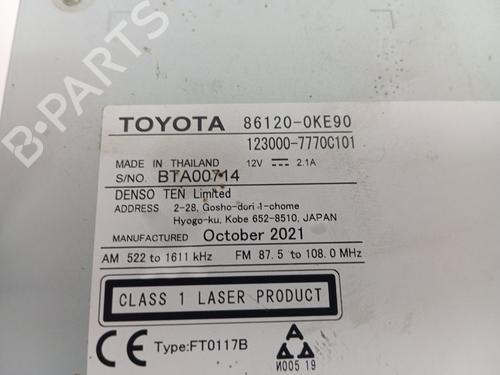 TOYOTA 86120-0KE90
123000-7770C101
MADE IN THAILAND 12V 2.1A
S/NO. BTA00714
DENSO TEN Limited
ADDRESS 2-28, Gosho-dori 1-chome
Hyogo-ku, Kobe 652-8510, JAPAN
MANUFACTURED October 2021
AM 522 to 1611 kHz FM 87.5 to 108.0 MHz
CLASS 1 LASER PRODUCT
CE Type:FT0117B
A
И005 19
B-PARTS